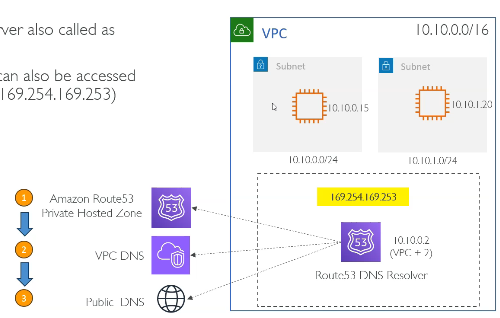 rver also called as
can also be accessed
169.254.169.253)
VPC
10.10.0.0/16
Subnet
Subnet
10.10.0.15
10.10.1.20
10.10.0.0/24
10.10.1.0/24
169.254.169.253
1
Amazon Route53
Private Hosted Zone
53
53
10.10.0.2
(VPC + 2)
2
VPC DNS
Route53 DNS Resolver
3
Public DNS